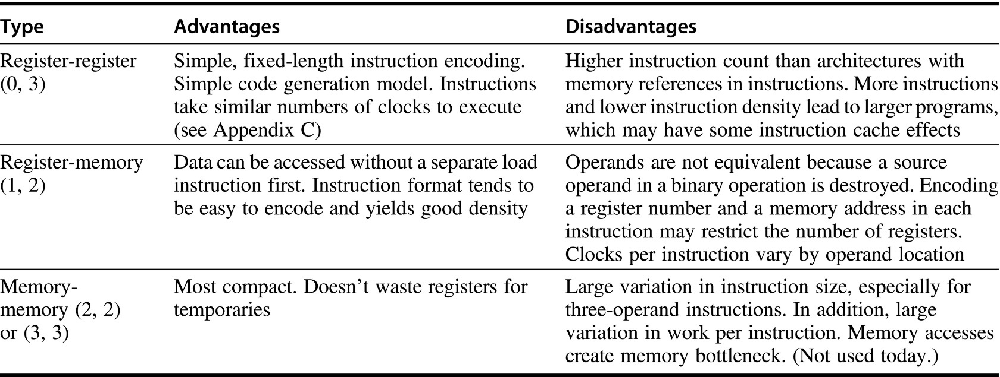 Type Advantages Disadvantages
Register-register Simple, fixed-length instruction encoding. Higher instruction count than architectures with
(0, 3) Simple code generation model. Instructions memory references in instructions. More instructions
take similar numbers of clocks to execute and lower instruction density lead to larger programs,
(see Appendix C) which may have some instruction cache effects
Register-memory Data can be accessed without a separate load Operands are not equivalent because a source
(1, 2) instruction first. Instruction format tends to operand in a binary operation is destroyed. Encoding
be easy to encode and yields good density a register number and a memory address in each
instruction may restrict the number of registers.
Clocks per instruction vary by operand location
Memory- Most compact. Doesn’t waste registers for Large variation in instruction size, especially for
memory (2, 2) temporaries three-operand instructions. In addition, large
or (3, 3) variation in work per instruction. Memory accesses
create memory bottleneck. (Not used today.)